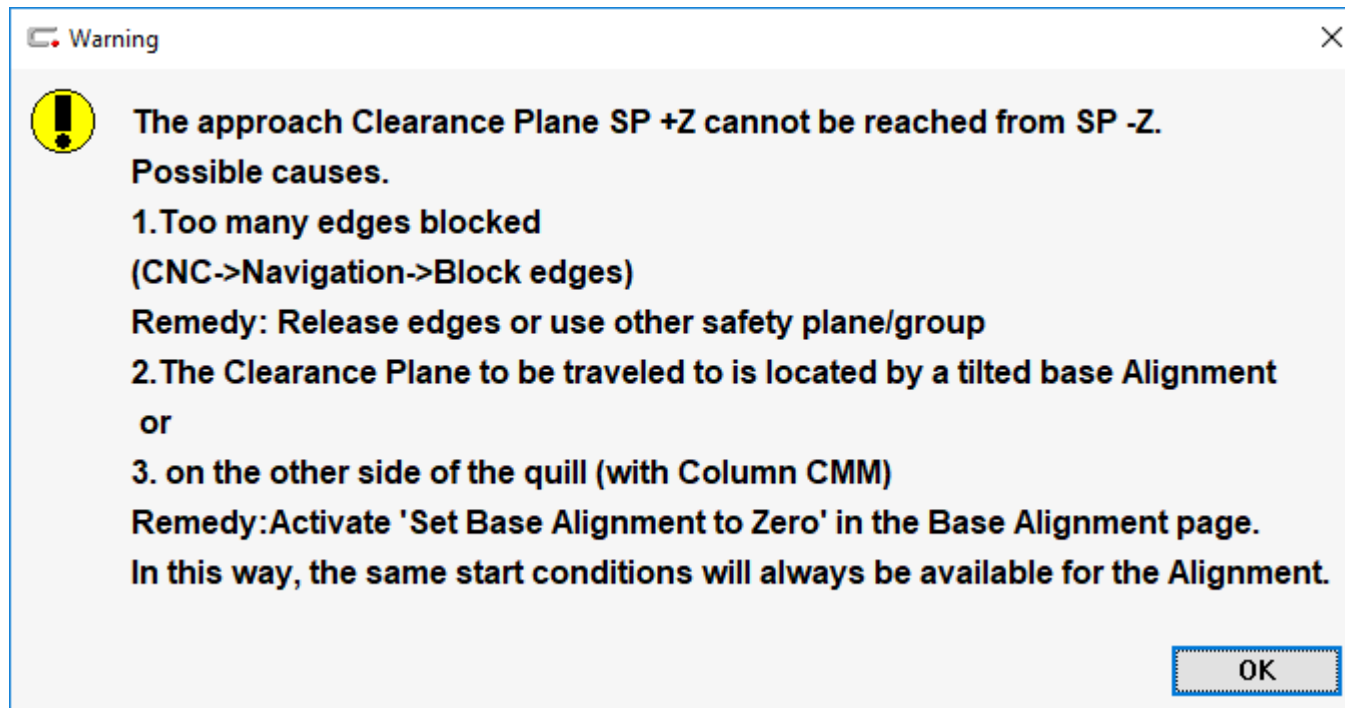 Warning
The approach Clearance Plane SP +Z cannot be reached from SP -Z.
Possible causes.
1.Too many edges blocked
(CNC->Navigation->Block edges)
Remedy: Release edges or use other safety plane/group
2.The Clearance Plane to be traveled to is located by a tilted base Alignment
or
3. on the other side of the quill (with Column CMM)
Remedy:Activate 'Set Base Alignment to Zero' in the Base Alignment page.
In this way, the same start conditions will always be available for the Alignment.
OK